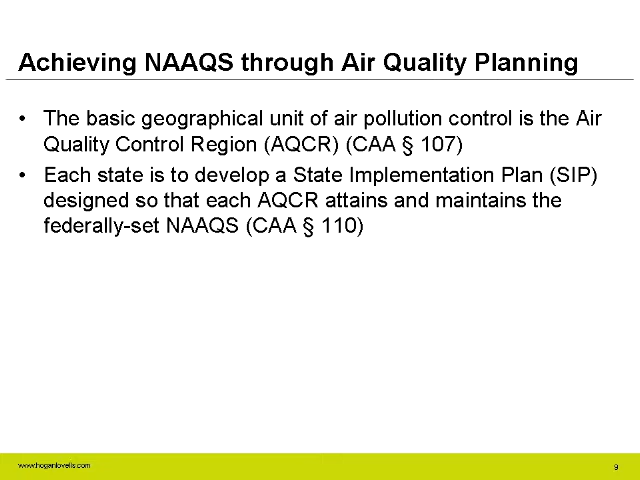 Achieving NAAQS through Air Quality Planning
• The basic geographical unit of air pollution control is the Air
Quality Control Region (AQCR) (CAA § 107)
• Each state is to develop a State Implementation Plan (SIP)
designed so that each AQCR attains and maintains the
federally-set NAAQS (CAA § 110)
www.hoganlovells.com
9